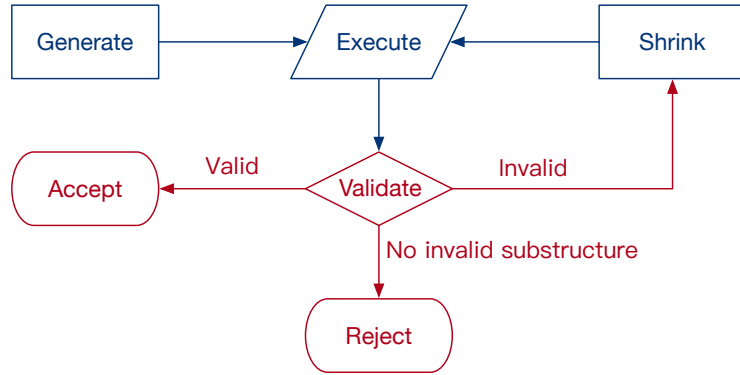 Generate
Execute
Shrink
Valid
Invalid
Accept
Validate
No invalid substructure
Reject